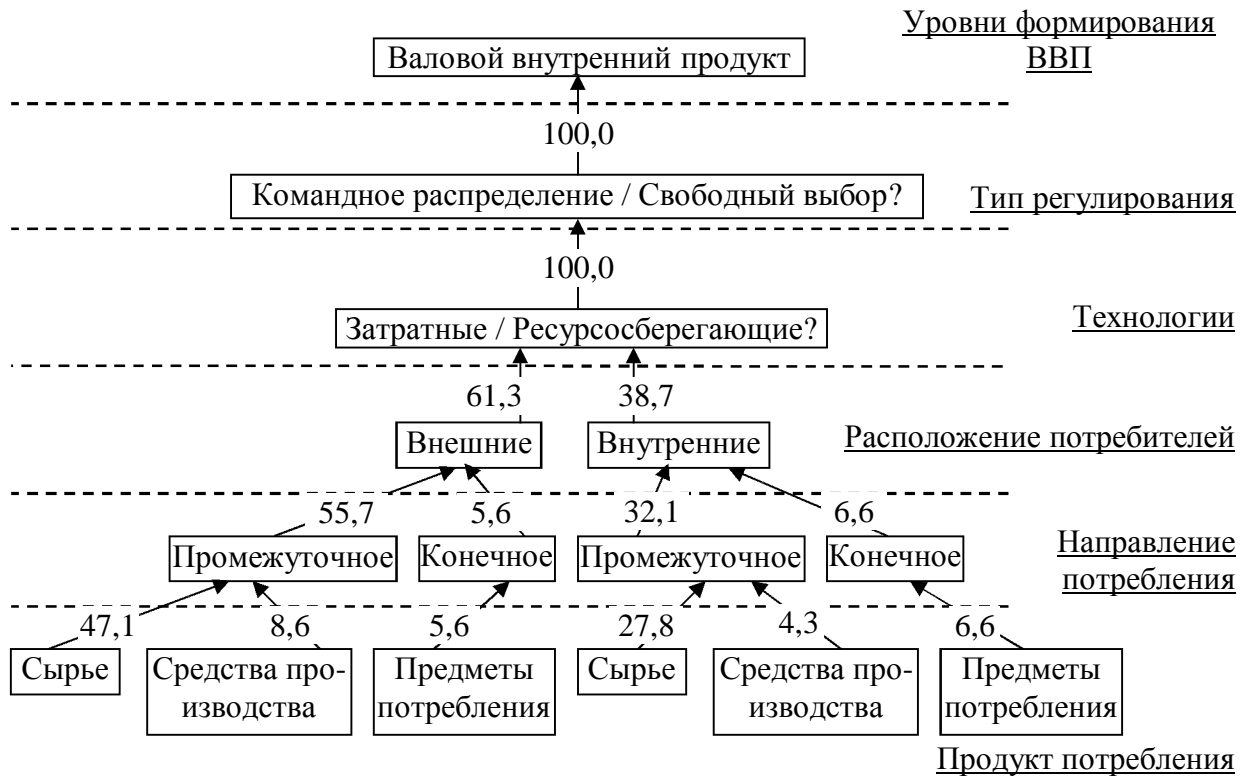 Уровни формирования
ВВП
Валовой внутренний продукт
100,0
Командное распределение / Свободный выбор?
Тип регулирования
100,0
Затратные / Ресурсосберегающие?
Технологии
61,3 38,7
Внешние Внутренние
Расположение потребителей
55,7 5,6 32,1 6,6
Промежуточное Конечное Промежуточное Конечное
Направление
потребления
47,1 8,6 5,6 27,8 4,3 6,6
Сырье Средства про- Предметы Сырье Средства про- Предметы
изводства потребления изводства потребления
Продукт потребления